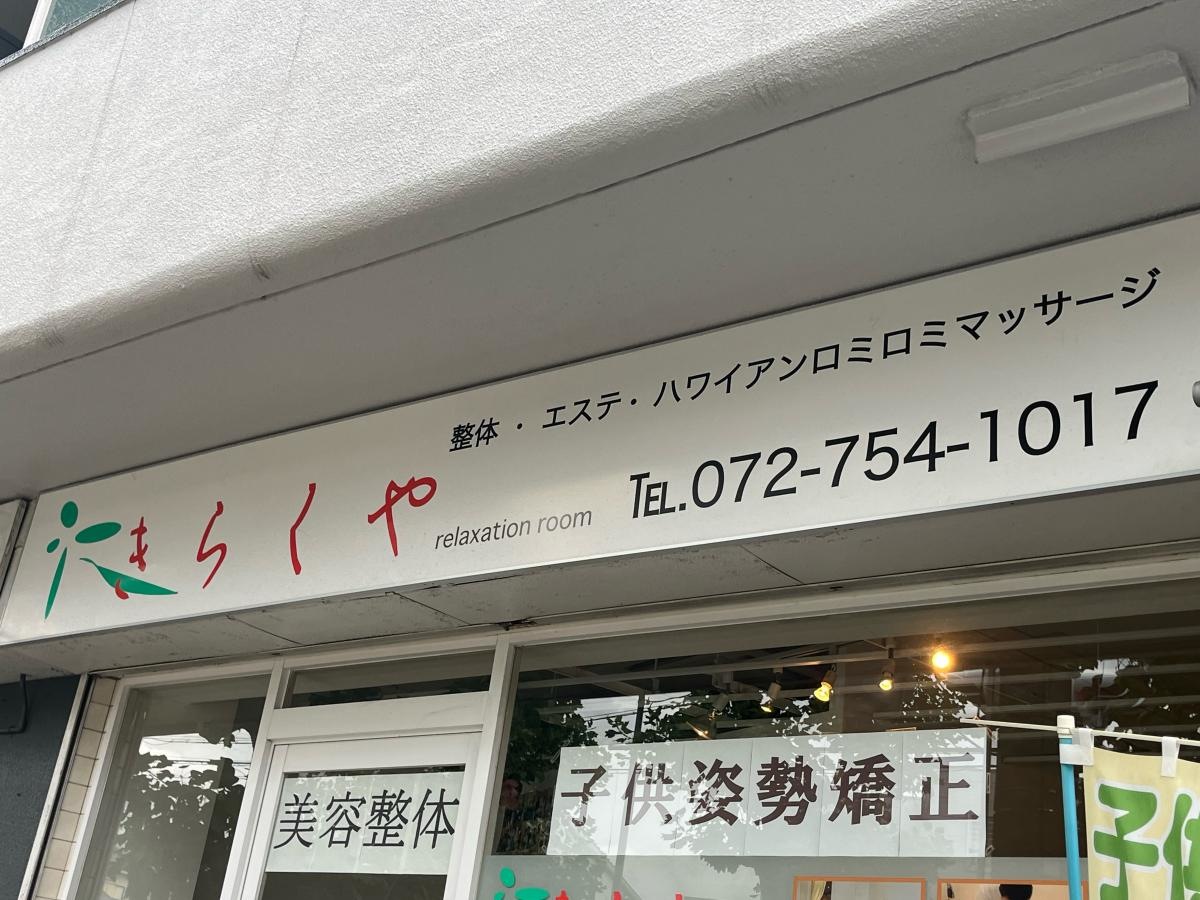 整体 ・ エステ・ハワイアンロミロミマッサージ
きらくや
relaxation room
TEL.072-754-1017
美容整体
子供姿勢矯正
子供